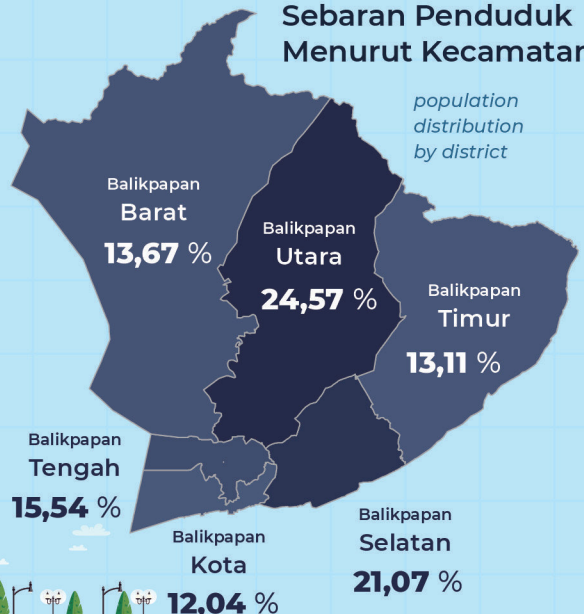 Sebaran Penduduk
Menurut Kecamatan
population
distribution
by district
Balikpapan
Barat
13,67 %
Balikpapan
Utara
24,57 %
Balikpapan
Timur
13,11 %
Balikpapan
Tengah
15,54 %
Balikpapan
Kota
12,04 %
Balikpapan
Selatan
21,07 %